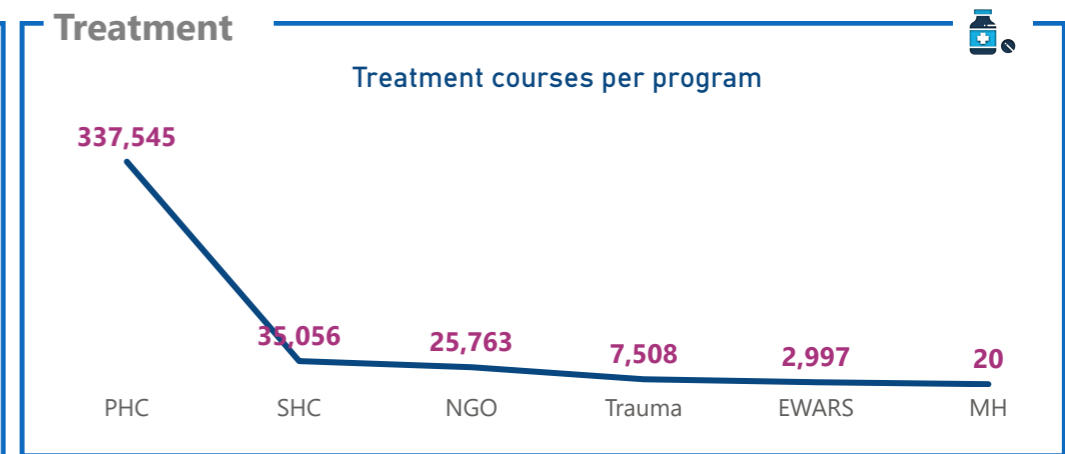 Treatment
Treatment courses per program
337,545
35,056
25,763
7,508
2,997
20
PHC
SHC
NGO
Trauma
EWARS
MH